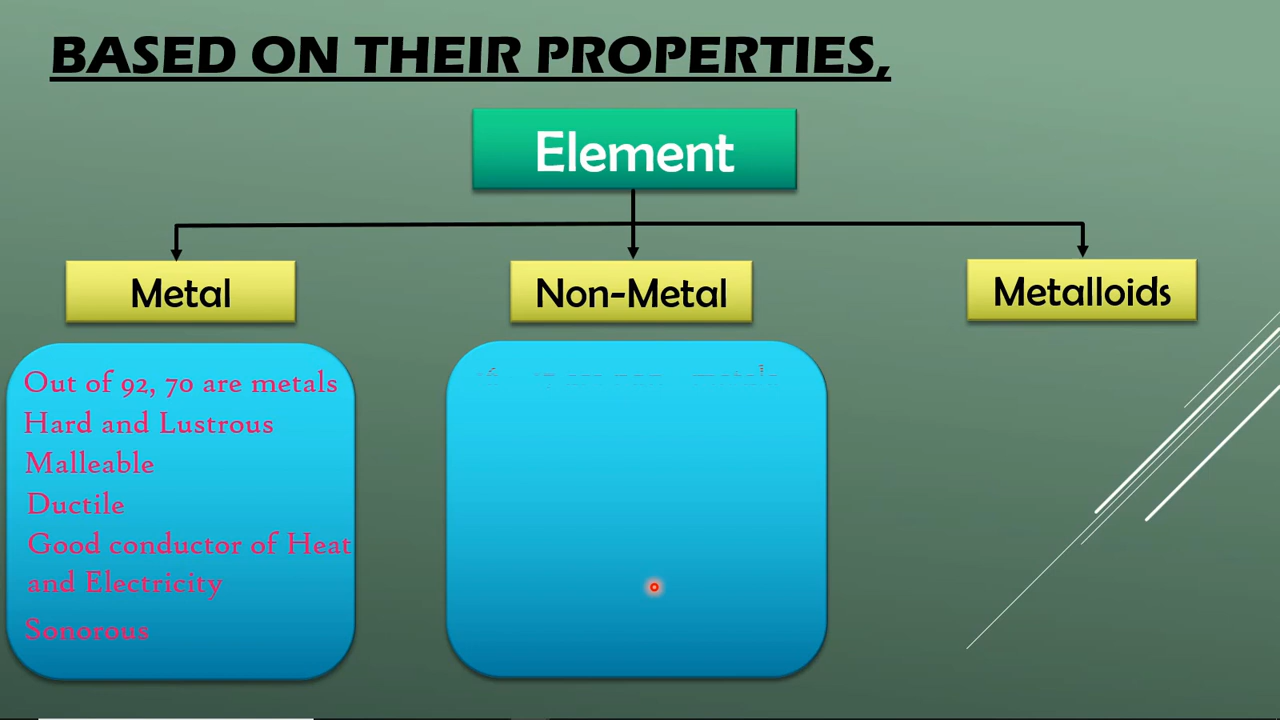 BASED ON THEIR PROPERTIES,
Element
Metal
Non-Metal
Metalloids
Out of 92, 70 are metals
Hard and Lustrous
Malleable
Ductile
Good conductor of Heat
and Electricity
Sonorous